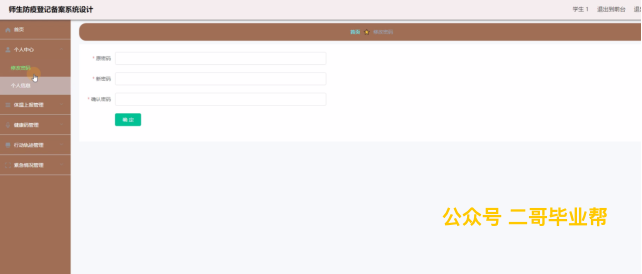 师生防疫登记备案系统设计
学生 1 退出到前台 退
首页
首页 修改密码
个人中心
修改密码
* 原密码
个人信息
* 新密码
体温上报管理
* 确认密码
健康码管理
确 定
行动轨迹管理
紧急情况管理
公众号 二哥毕业帮